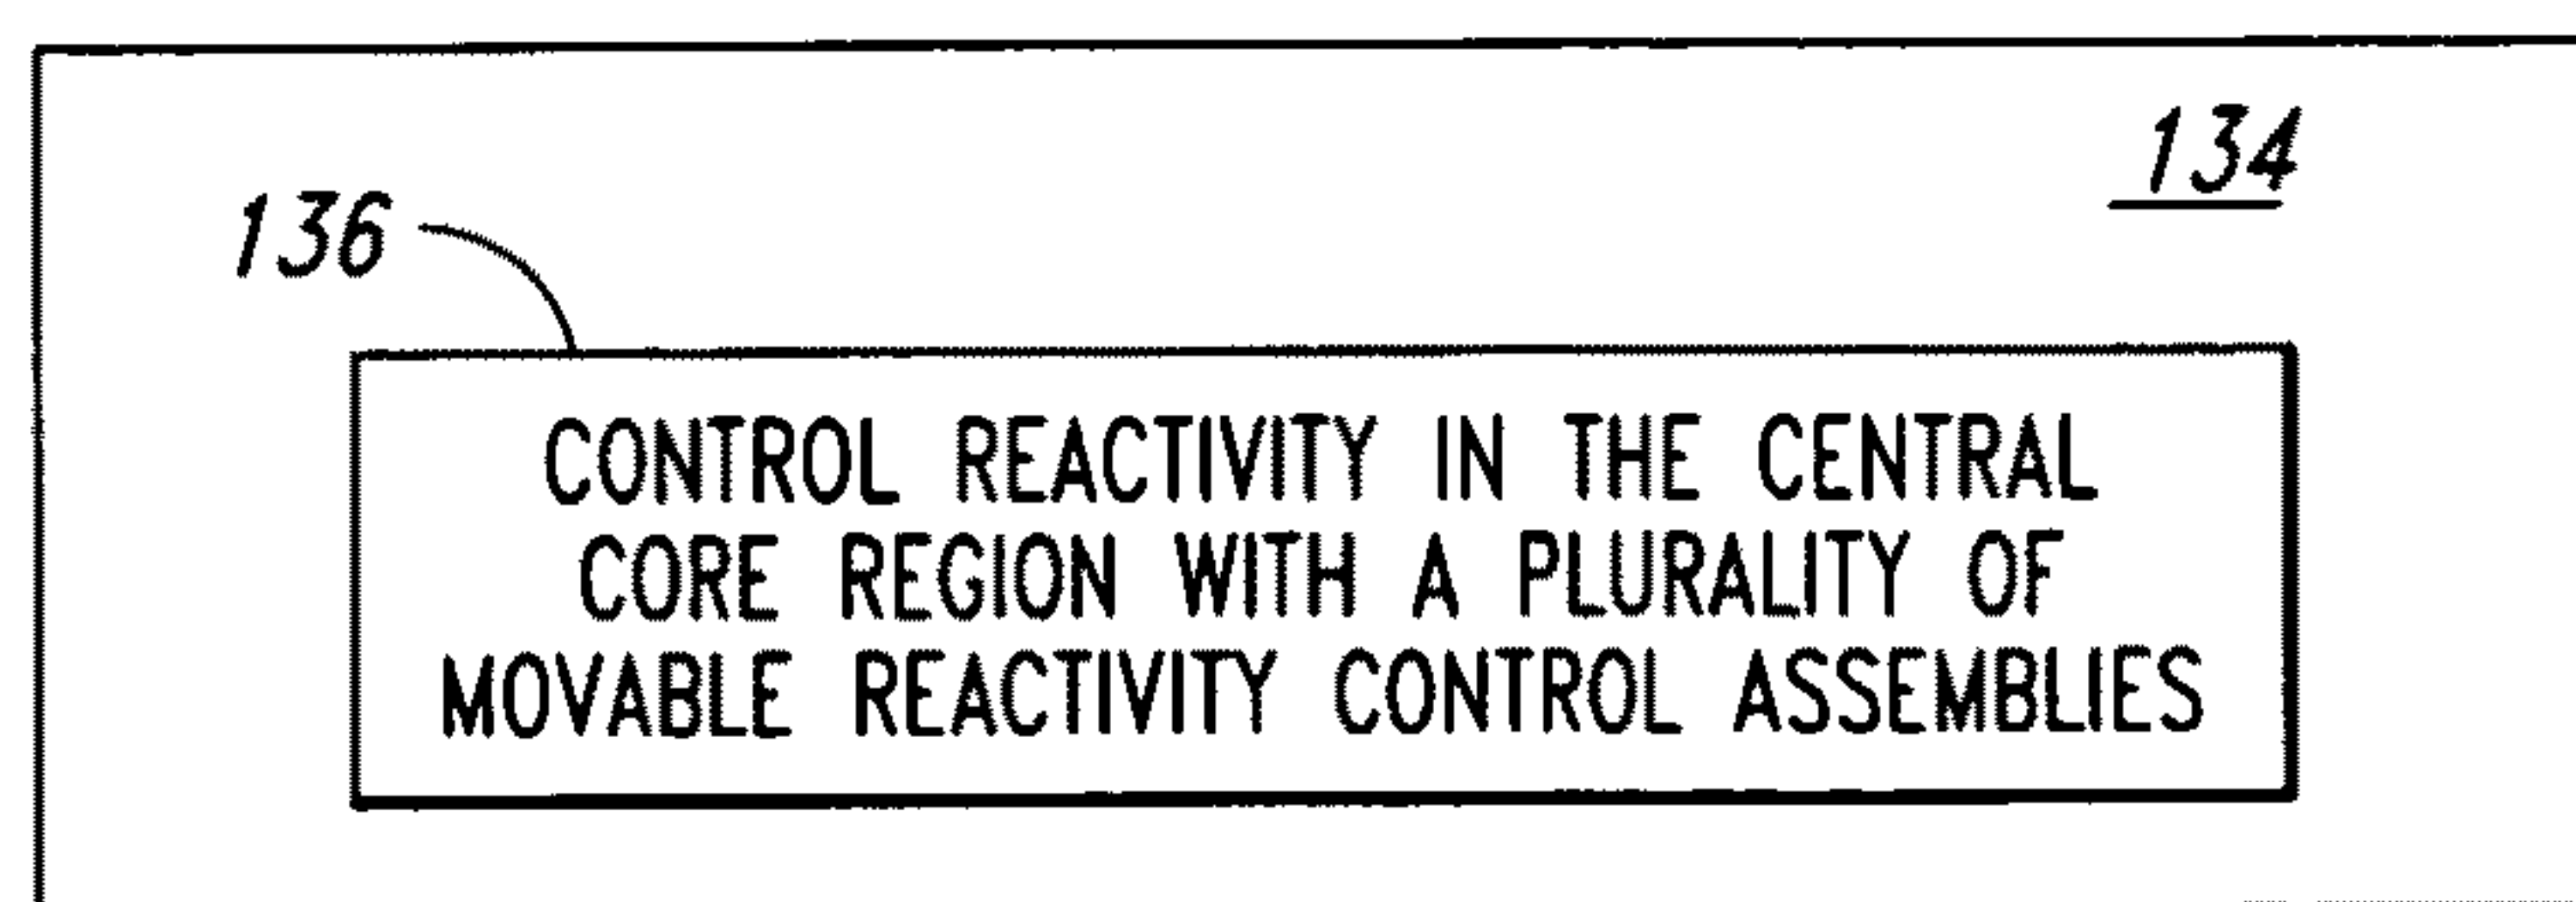 134
136
CONTROL REACTIVITY IN THE CENTRAL
CORE REGION WITH A PLURALITY OF
MOVABLE REACTIVITY CONTROL ASSEMBLIES